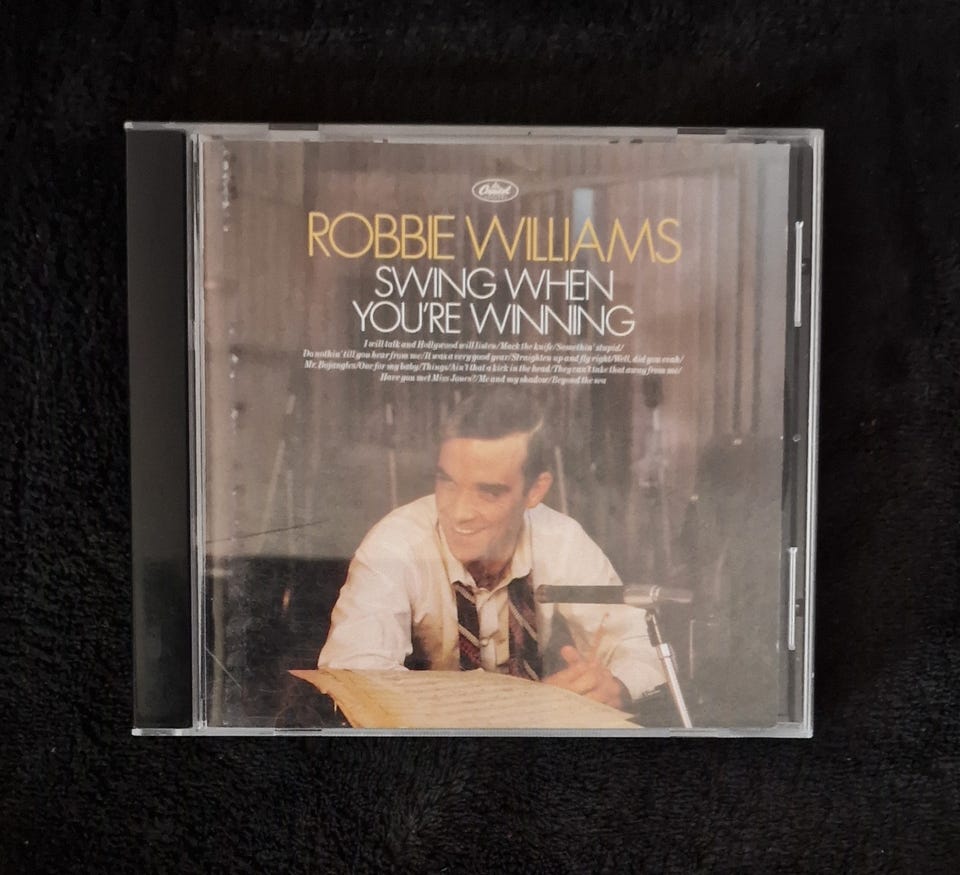 Capitol
ROBBIE WILLIAMS
SWING WHEN
YOU'RE WINNING
I will talk and Hollywood will listen/Mack the knife/Somethin' stupid/
Do nothin' till you hear from me/It was a very good year/Straighten up and fly right/Well, did you evah/
Mr. Bojangles/One for my baby/Things/Ain't that a kick in the head/They can't take that away from me/
Have you met Miss Jones?/Me and my shadow/Beyond the sea